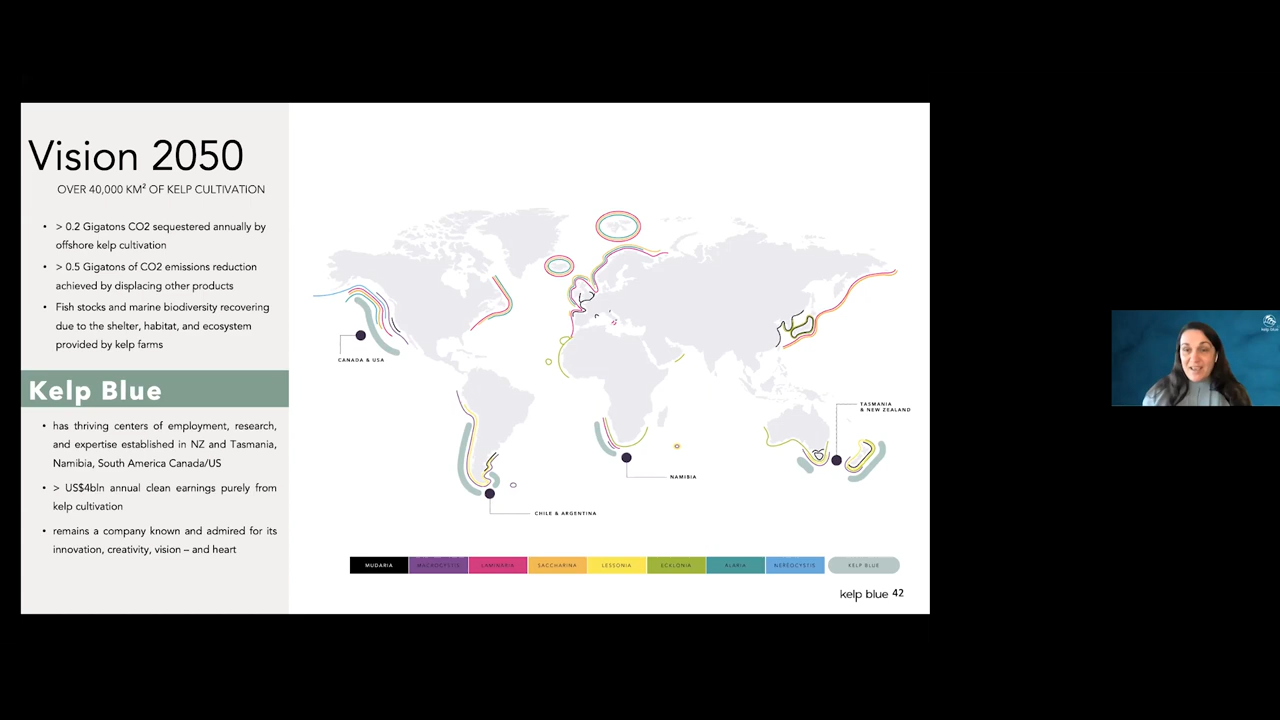 Vision 2050
OVER 40,000 KM² OF KELP CULTIVATION
• > 0.2 Gigatons CO2 sequestered annually by
offshore kelp cultivation
• > 0.5 Gigatons of CO2 emissions reduction
achieved by displacing other products
• Fish stocks and marine biodiversity recovering
due to the shelter, habitat, and ecosystem
provided by kelp farms
Kelp Blue
• has thriving centers of employment, research,
and expertise established in NZ and Tasmania,
Namibia, South America Canada/US
• > US$4bln annual clean earnings purely from
kelp cultivation
• remains a company known and admired for its
innovation, creativity, vision – and heart
CANADA & USA
CHILE & ARGENTINA
NAMIBIA
TASMANIA
& NEW ZEALAND
MUDARIA MACROCYSTIS LAMINARIA SACCHARINA LESSONIA ECKLONIA ALARIA NEREOCYSTIS KELP BLUE
kelp blue 42
kelp blue